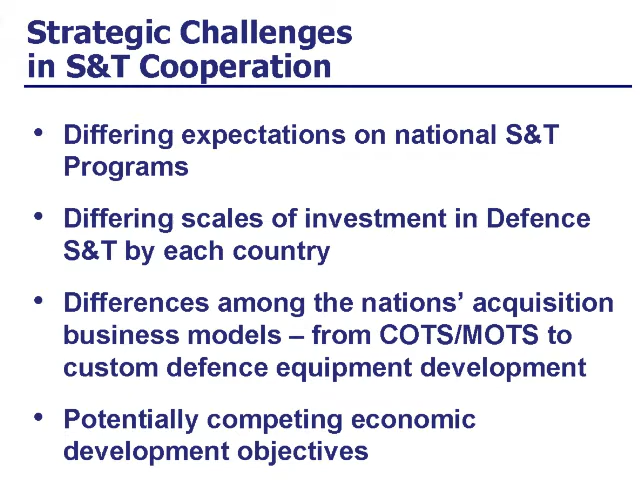 Strategic Challenges
in S&T Cooperation
• Differing expectations on national S&T
Programs
• Differing scales of investment in Defence
S&T by each country
• Differences among the nations’ acquisition
business models – from COTS/MOTS to
custom defence equipment development
• Potentially competing economic
development objectives